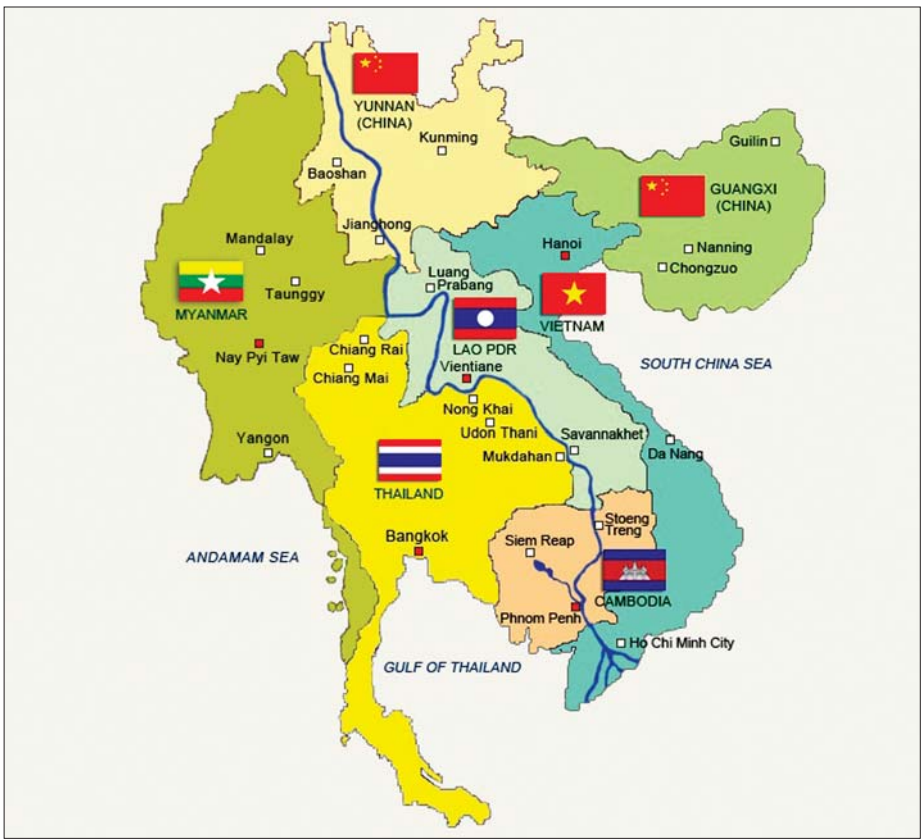 YUNNAN
(CHINA)
Kunming
Baoshan
Jianghong
Guilin
GUANGXI
(CHINA)
Nanning
Chongzuo
Hanoi
VIETNAM
Mandalay
Taunggy
MYANMAR
Nay Pyi Taw
Yangon
Luang
Prabang
LAO PDR
Vientiane
SOUTH CHINA SEA
Chiang Rai
Chiang Mai
Nong Khai
Udon Thani
Mukdahan
Savannakhet
Da Nang
THAILAND
Bangkok
ANDAMAM SEA
Stoeng
Treng
Siem Reap
CAMBODIA
Phnom Penh
Ho Chi Minh City
GULF OF THAILAND